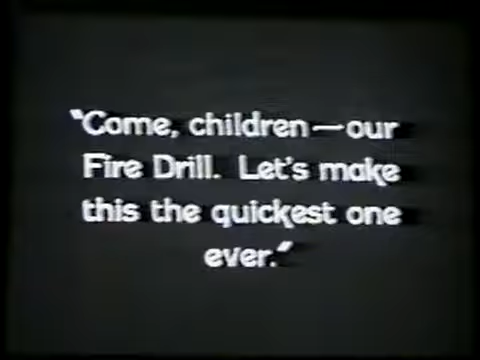 "Come, children—our
Fire Drill. Let's make
this the quickest one
ever."